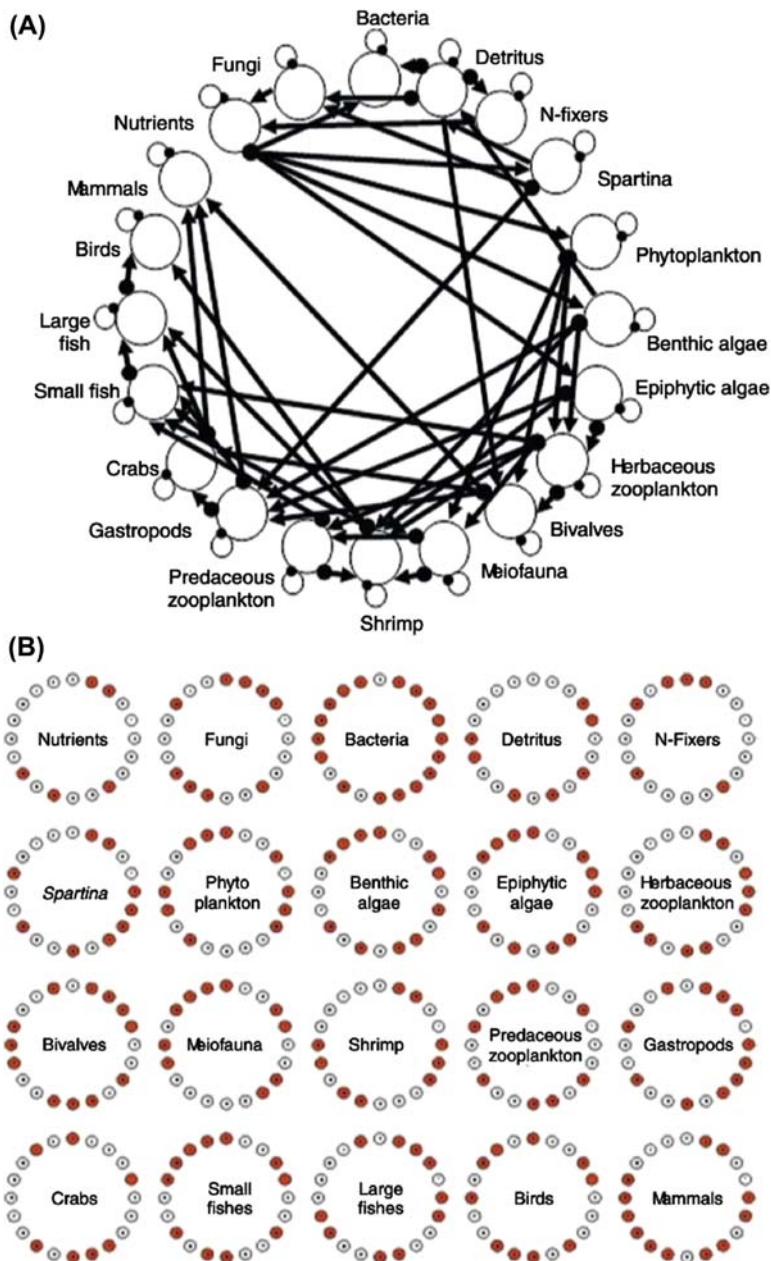 (A)
Bacteria
Detritus
Fungi
N-fixers
Nutrients
Spartina
Mammals
Phytoplankton
Birds
Large
fish
Benthic algae
Small fish
Epiphytic algae
Crabs
Herbaceous
zooplankton
Gastropods
Bivalves
Predaceous
zooplankton
Meiofauna
Shrimp
(B)
Nutrients
Fungi
Bacteria
Detritus
N-Fixers
Spartina
Phyto
plankton
Benthic
algae
Epiphytic
algae
Herbaceous
zooplankton
Bivalves
Meiofauna
Shrimp
Predaceous
zooplankton
Gastropods
Crabs
Small
fishes
Large
fishes
Birds
Mammals